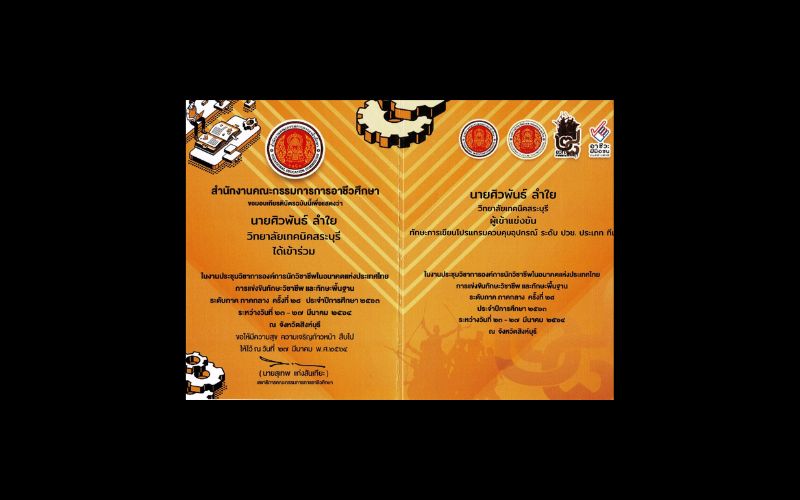 สำนักงานคณะกรรมการการอาชีวศึกษา
ขอมอบเกียรติบัตรฉบับนี้เพื่อแสดงว่า
นายศิวพันธ์ ลำใย
วิทยาลัยเทคนิคสระบุรี
ได้เข้าร่วม
ในงานประชุมวิชาการองค์การนักวิชาชีพในอนาคตแห่งประเทศไทย
การแข่งขันทักษะวิชาชีพ และทักษะพื้นฐาน
ระดับภาค ภาคกลาง ครั้งที่ ๒๘ ประจำปีการศึกษา ๒๕๖๓
ระหว่างวันที่ ๒๓ - ๒๗ มีนาคม ๒๕๖๔
ณ จังหวัดสิงห์บุรี
ขอให้มีความสุข ความเจริญก้าวหน้า สืบไป
ให้ไว้ ณ วันที่ ๒๗ มีนาคม พ.ศ.๒๕๖๔
(นายสุเทพ แก่งสันเทียะ)
เลขาธิการคณะกรรมการการอาชีวศึกษา
อาชีวะ
ฝีมือชน
นายศิวพันธ์ ลำใย
วิทยาลัยเทคนิคสระบุรี
ผู้เข้าแข่งขัน
ทักษะการเขียนโปรแกรมควบคุมอุปกรณ์ ระดับ ปวช. ประเภท ทีม
ในงานประชุมวิชาการองค์การนักวิชาชีพในอนาคตแห่งประเทศไทย
การแข่งขันทักษะวิชาชีพ และทักษะพื้นฐาน
ระดับภาค ภาคกลาง ครั้งที่ ๒๘
ประจำปีการศึกษา ๒๕๖๓
ระหว่างวันที่ ๒๓ - ๒๗ มีนาคม ๒๕๖๔
ณ จังหวัดสิงห์บุรี